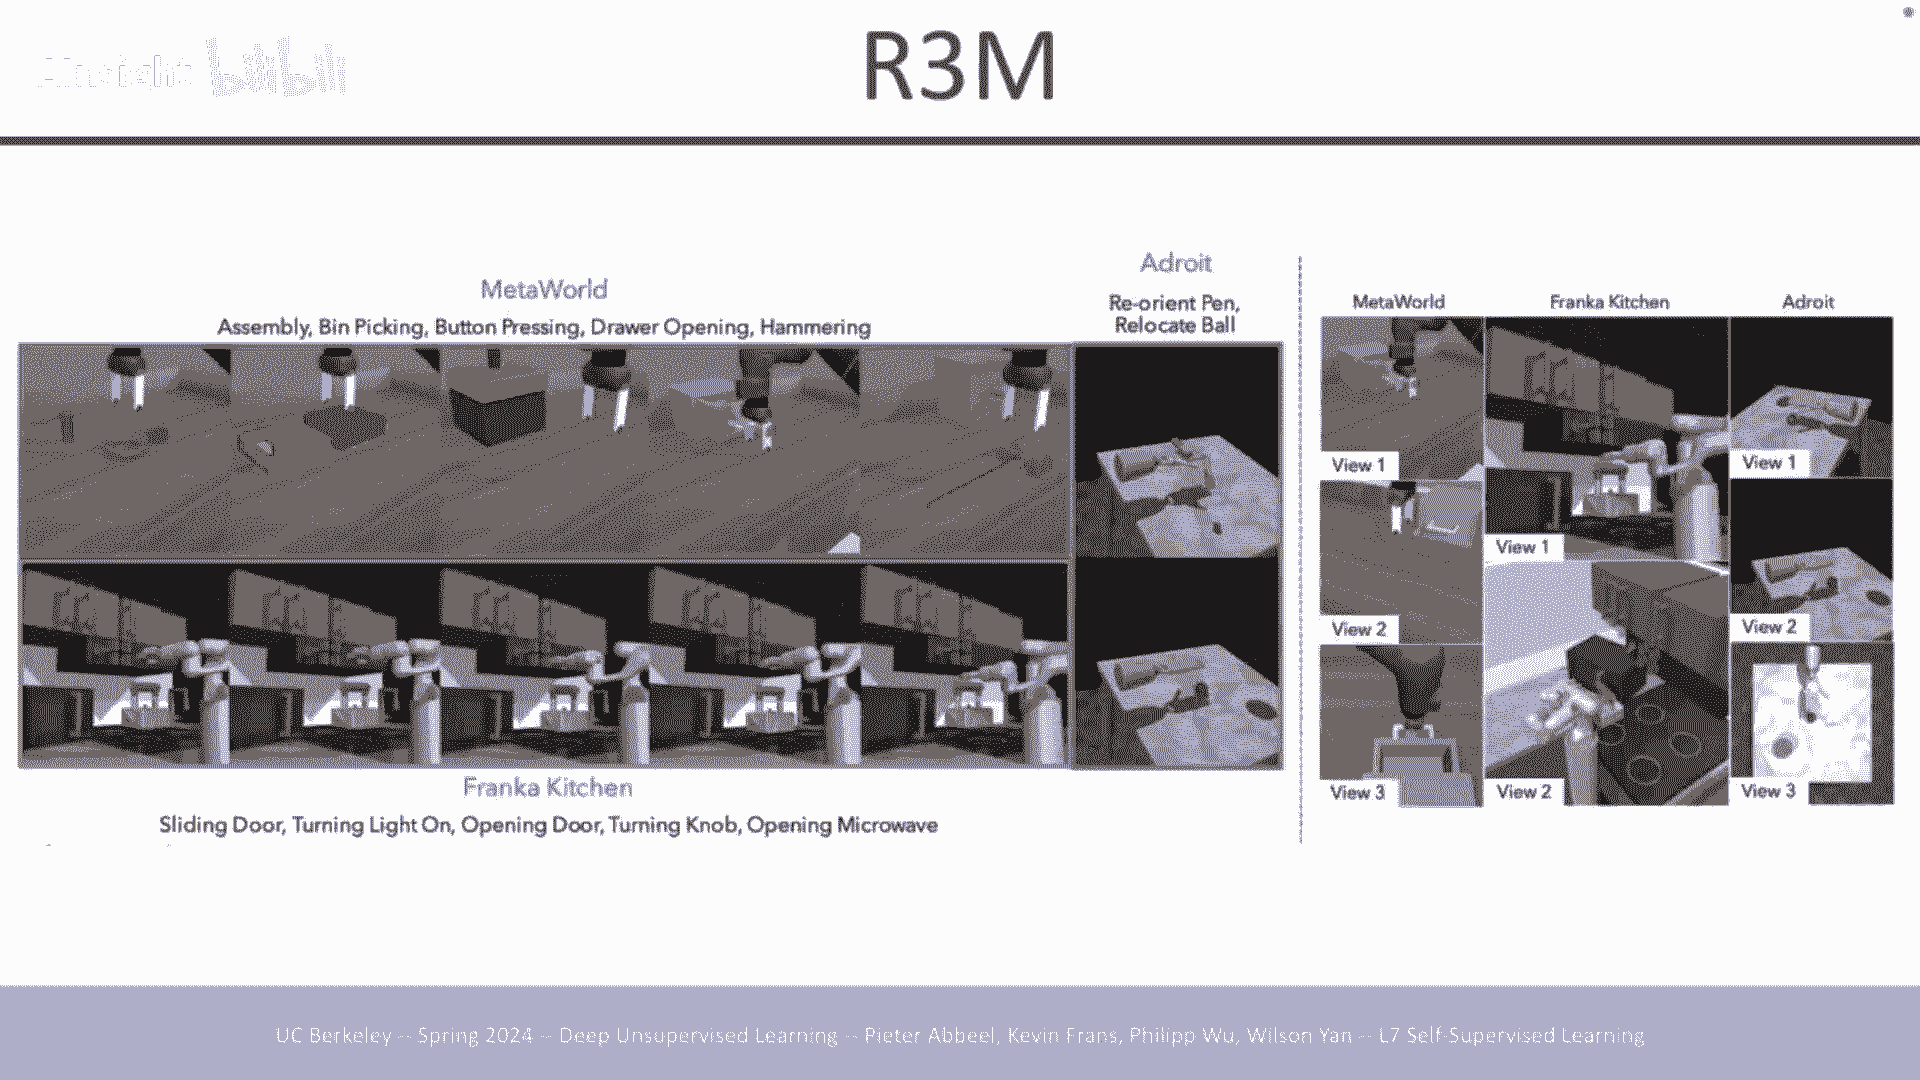 R3M
bilibili
MetaWorld
Assembly, Bin Picking, Button Pressing, Drawer Opening, Hammering
Adroit
Re-orient Pen,
Relocate Ball
Franka Kitchen
Sliding Door, Turning Light On, Opening Door, Turning Knob, Opening Microwave
MetaWorld
View 1
View 2
View 3
Franka Kitchen
View 1
View 2
Adroit
View 1
View 2
View 3
UC Berkeley -- Spring 2024 -- Deep Unsupervised Learning -- Pieter Abbeel, Kevin Frans, Philipp Wu, Wilson Yan -- L7 Self-Supervised Learning